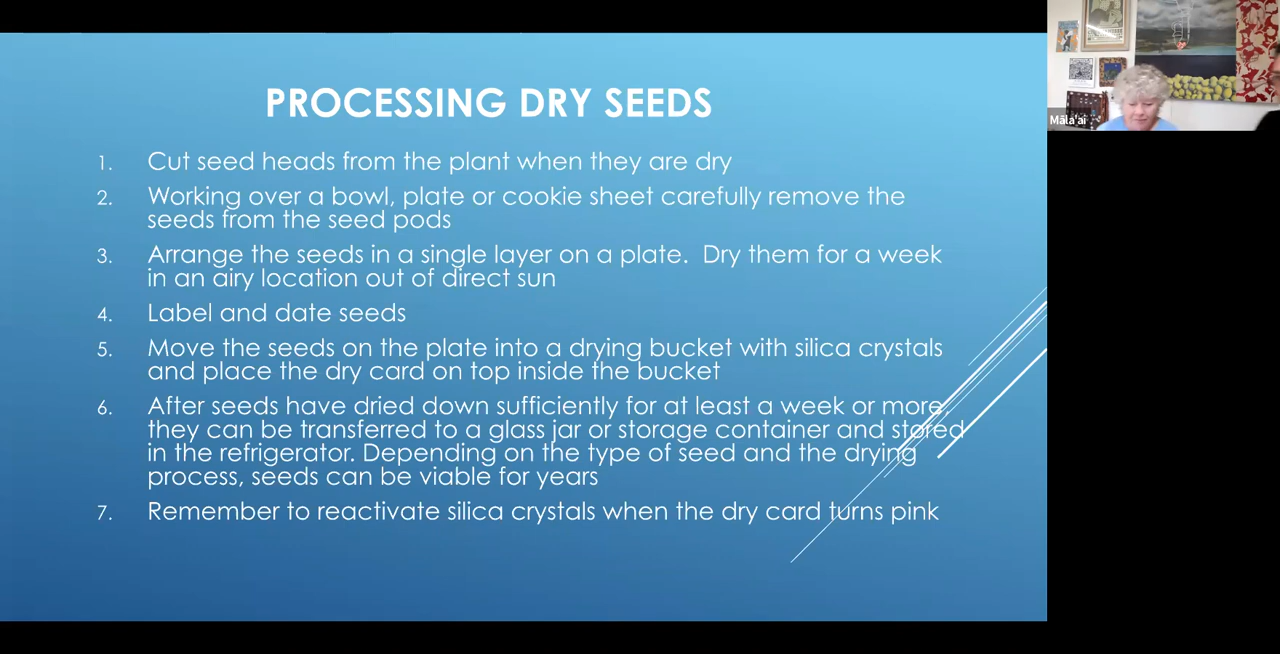 PROCESSING DRY SEEDS
1. Cut seed heads from the plant when they are dry
2. Working over a bowl, plate or cookie sheet carefully remove the
seeds from the seed pods
3. Arrange the seeds in a single layer on a plate.  Dry them for a week
in an airy location out of direct sun
4. Label and date seeds
5. Move the seeds on the plate into a drying bucket with silica crystals
and place the dry card on top inside the bucket
6. After seeds have dried down sufficiently for at least a week or more,
they can be transferred to a glass jar or storage container and stored
in the refrigerator. Depending on the type of seed and the drying
process, seeds can be viable for years
7. Remember to reactivate silica crystals when the dry card turns pink
Māla'ai